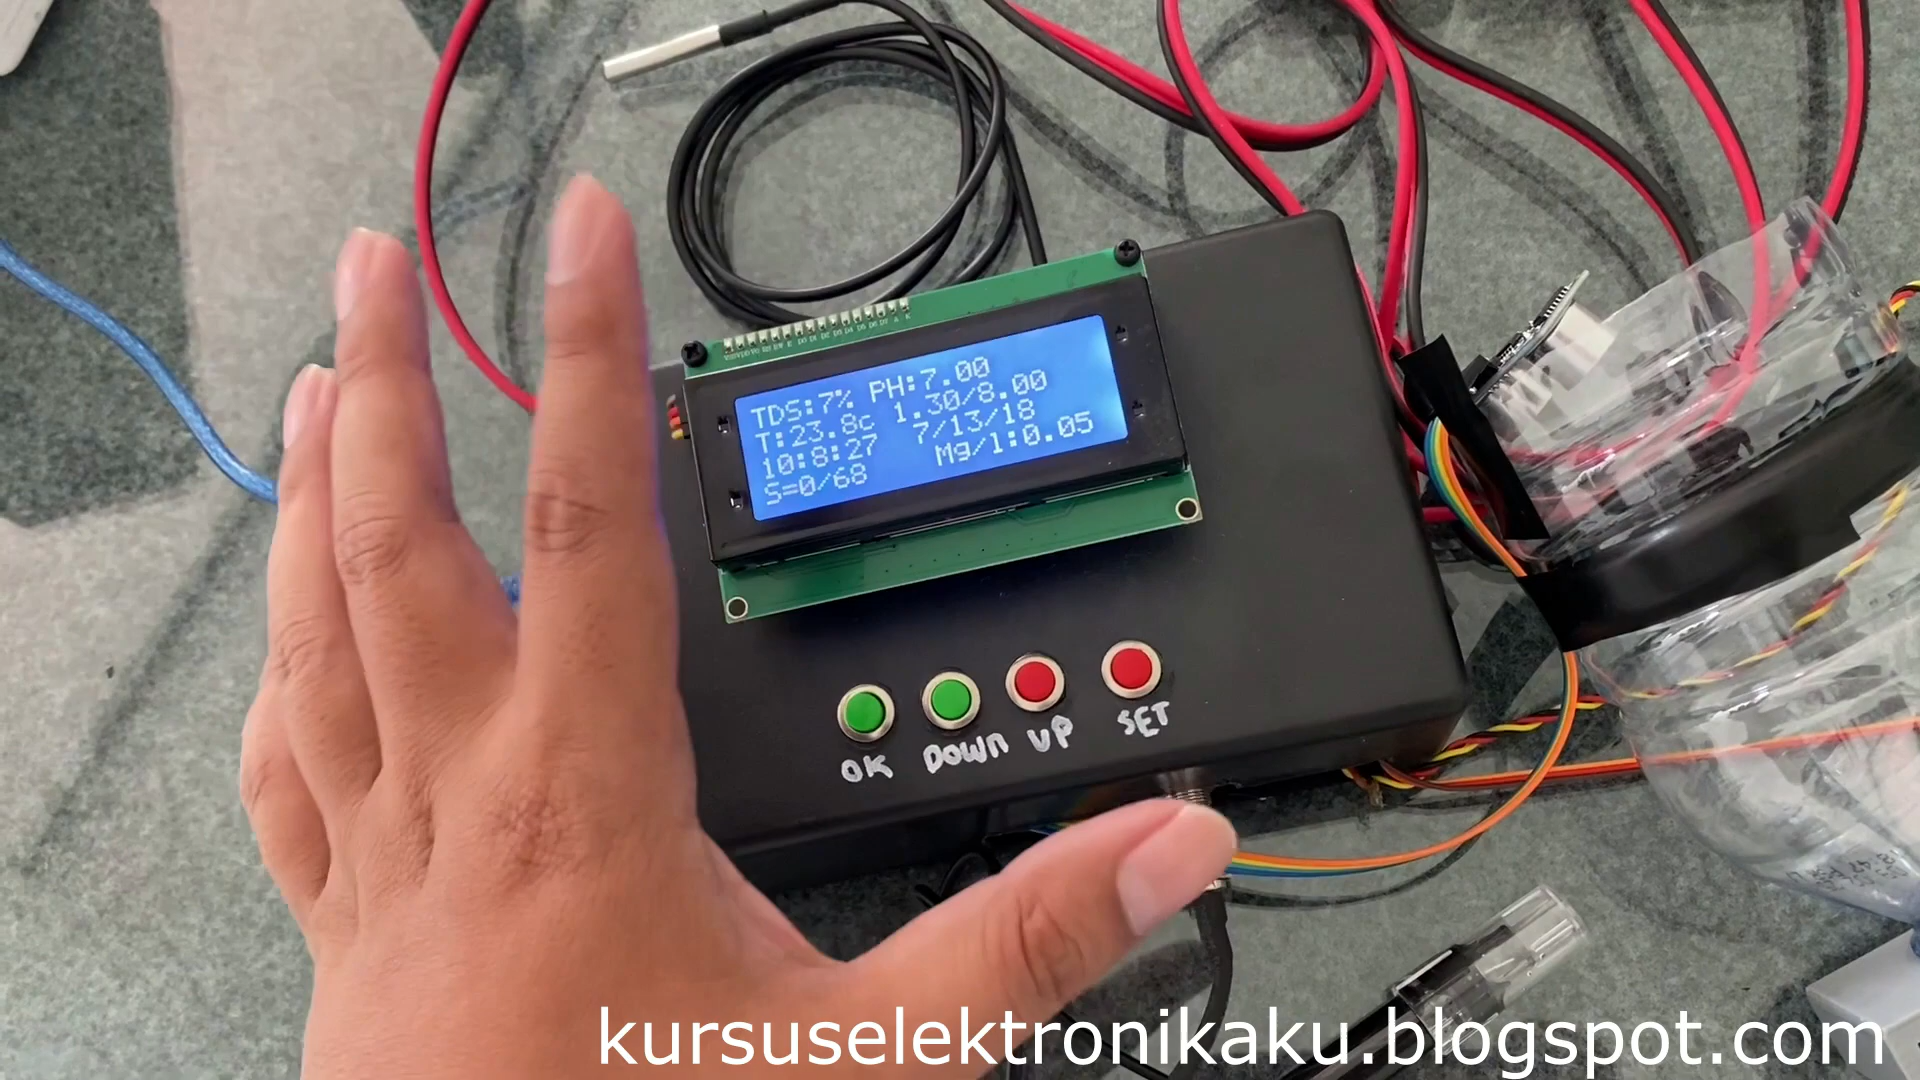 TDS:7% PH:7.00
T:23.8c 1.30/8.00
10:8:27 7/13/18
S=0/68 Mg/l:0.05
OK DOWN UP SET
kursuselektronikaku.blogspot.com